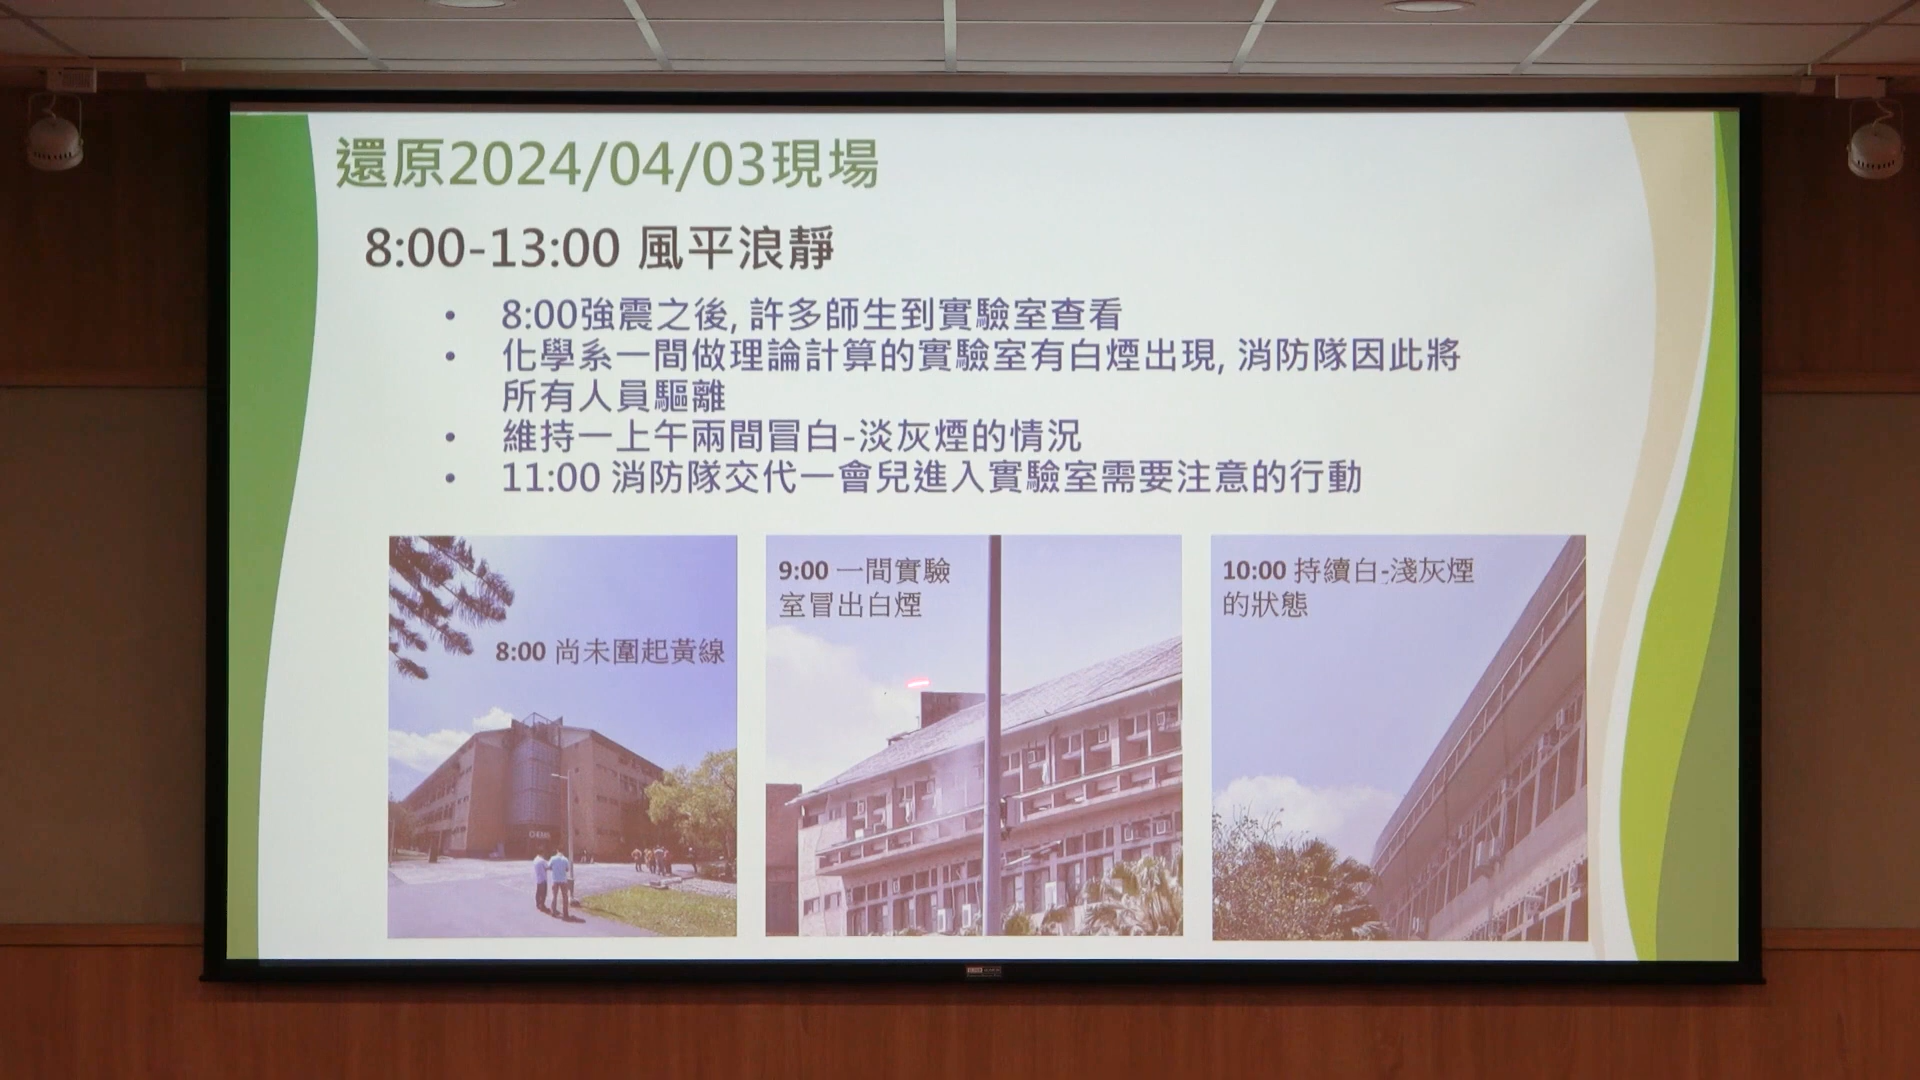 還原2024/04/03現場
8:00-13:00 風平浪靜
• 8:00強震之後, 許多師生到實驗室查看
• 化學系一間做理論計算的實驗室有白煙出現, 消防隊因此將
所有人員驅離
• 維持一上午兩間冒白-淡灰煙的情況
• 11:00 消防隊交代一會兒進入實驗室需要注意的行動
8:00 尚未圍起黃線
9:00 一間實驗
室冒出白煙
10:00 持續白-淺灰煙
的狀態